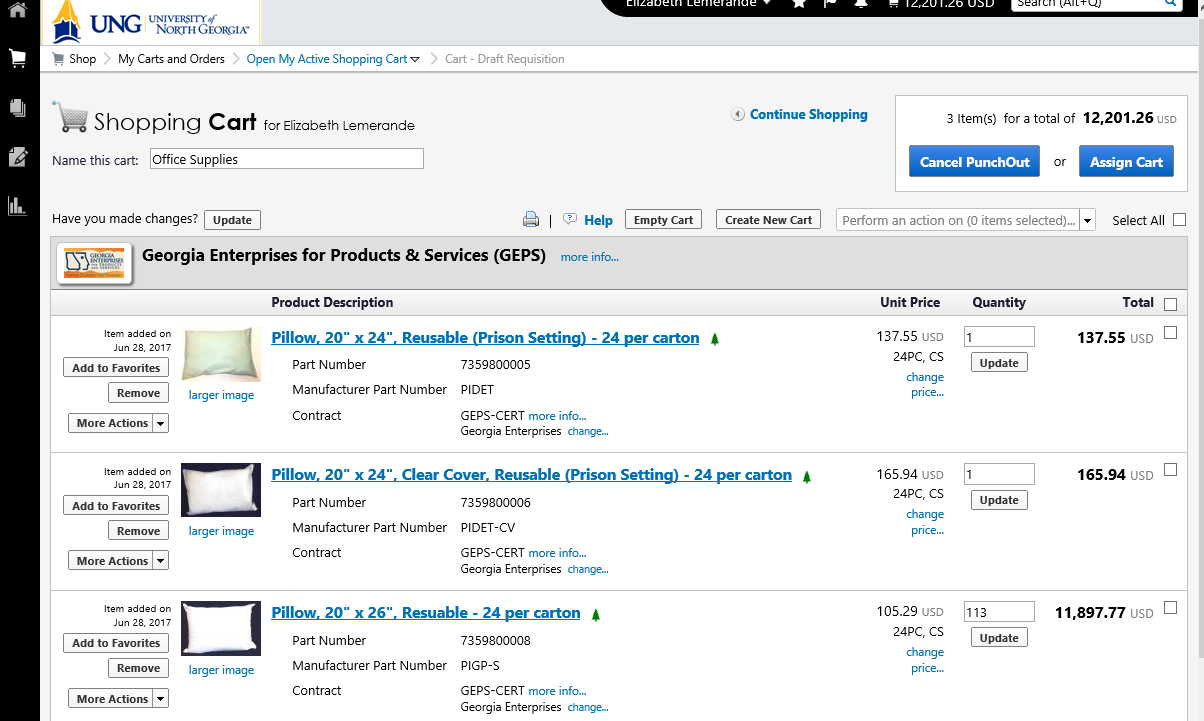 Elizabeth Lemerande
12,201.26 USD
Search (Alt+Q)
UNG UNIVERSITY of NORTH GEORGIA
Shop
My Carts and Orders
Open My Active Shopping Cart
Cart - Draft Requisition
Shopping Cart for Elizabeth Lemerande
Continue Shopping
3 Item(s) for a total of 12,201.26 USD
Name this cart: Office Supplies
Cancel PunchOut or Assign Cart
Have you made changes? Update
Help
Empty Cart
Create New Cart
Perform an action on (0 items selected)...
Select All
GEORGIA ENTERPRISES
Georgia Enterprises for Products & Services (GEPS) more info...
Product Description Unit Price Quantity Total
Item added on
Jun 28, 2017
Add to Favorites
Remove
More Actions
larger image
Pillow, 20" x 24", Reusable (Prison Setting) - 24 per carton
Part Number 7359800005
Manufacturer Part Number PIDET
Contract GEPS-CERT more info...
Georgia Enterprises change...
137.55 USD
24PC, CS
change
price...
1
Update
137.55 USD
Item added on
Jun 28, 2017
Add to Favorites
Remove
More Actions
larger image
Pillow, 20" x 24", Clear Cover, Reusable (Prison Setting) - 24 per carton
Part Number 7359800006
Manufacturer Part Number PIDET-CV
Contract GEPS-CERT more info...
Georgia Enterprises change...
165.94 USD
24PC, CS
change
price...
1
Update
165.94 USD
Item added on
Jun 28, 2017
Add to Favorites
Remove
More Actions
larger image
Pillow, 20" x 26", Resuable - 24 per carton
Part Number 7359800008
Manufacturer Part Number PIGP-S
Contract GEPS-CERT more info...
Georgia Enterprises change...
105.29 USD
24PC, CS
change
price...
113
Update
11,897.77 USD